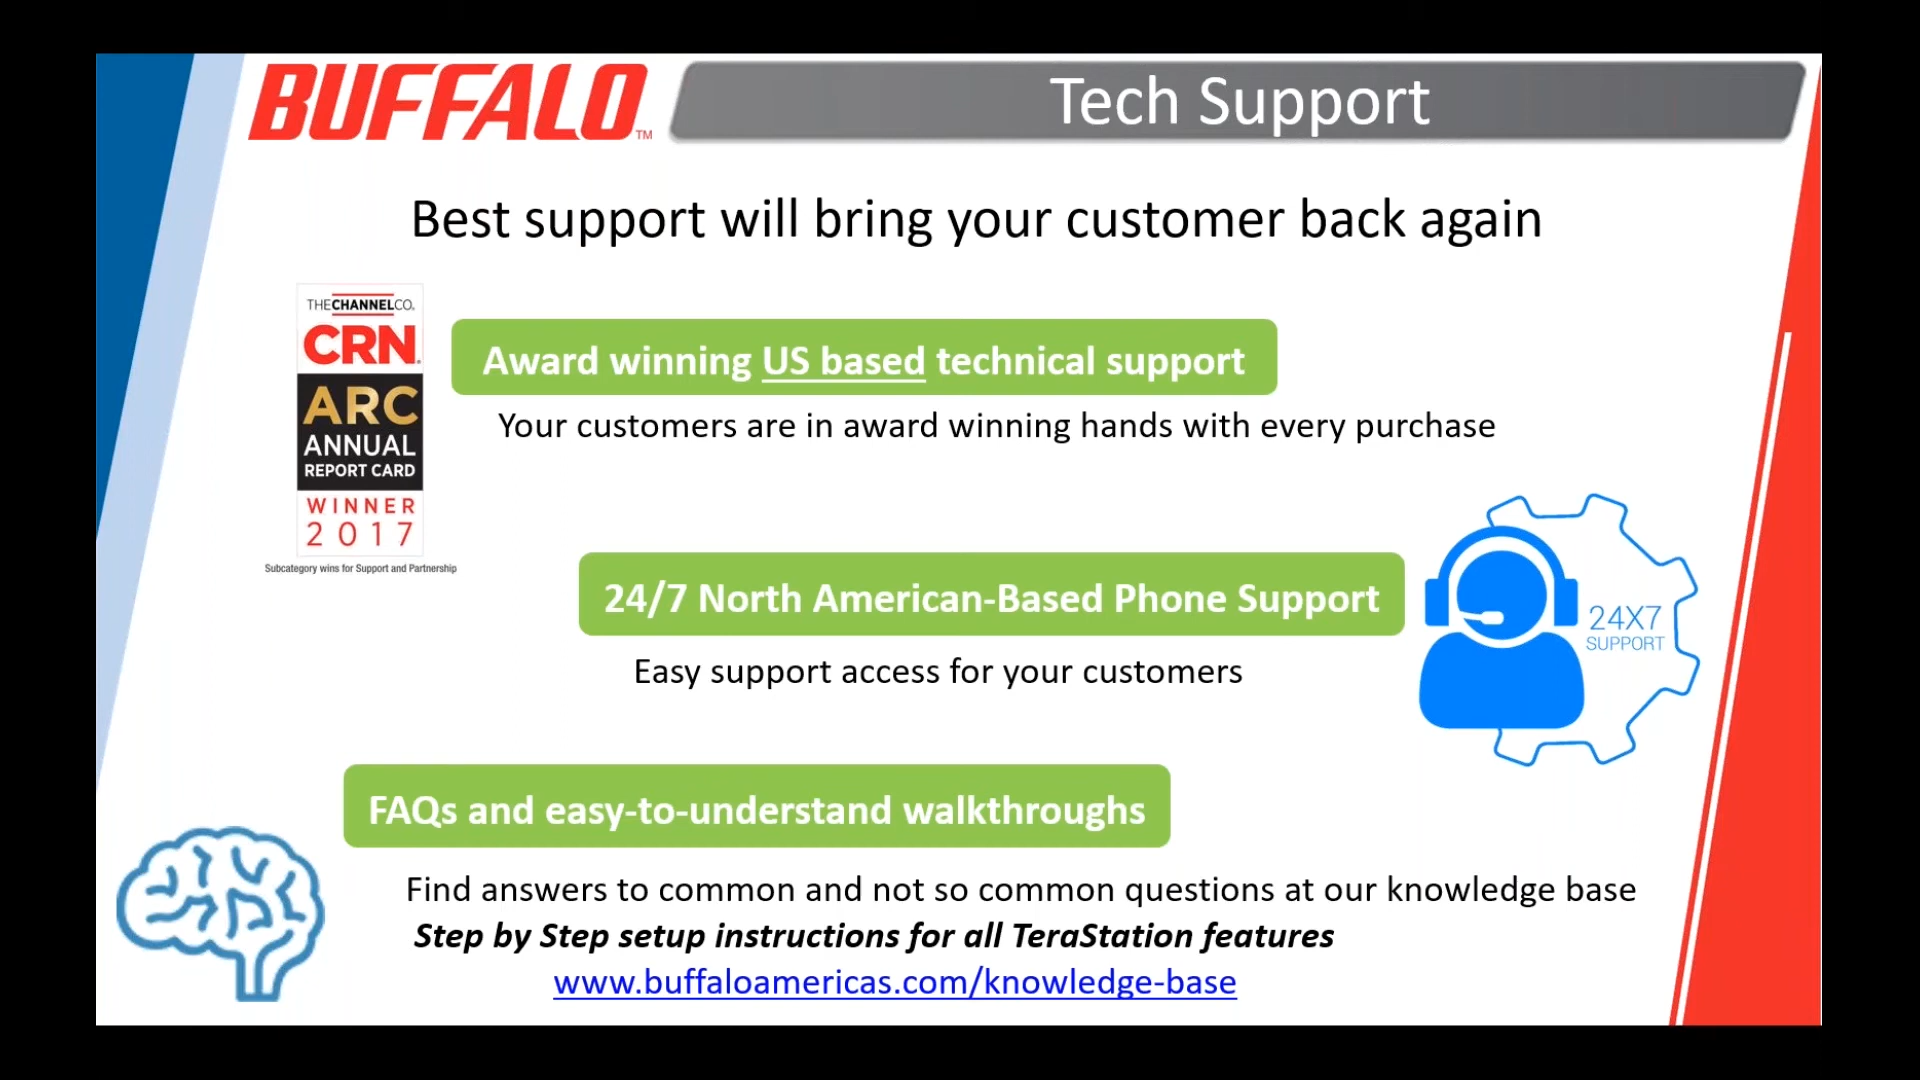 BUFFALO™
Tech Support
Best support will bring your customer back again
THECHANNELCO.
CRN.
ARC
ANNUAL
REPORT CARD
WINNER
2017
Subcategory wins for Support and Partnership
Award winning US based technical support
Your customers are in award winning hands with every purchase
24/7 North American-Based Phone Support
Easy support access for your customers
24X7
SUPPORT
FAQs and easy-to-understand walkthroughs
Find answers to common and not so common questions at our knowledge base
Step by Step setup instructions for all TeraStation features
www.buffaloamericas.com/knowledge-base